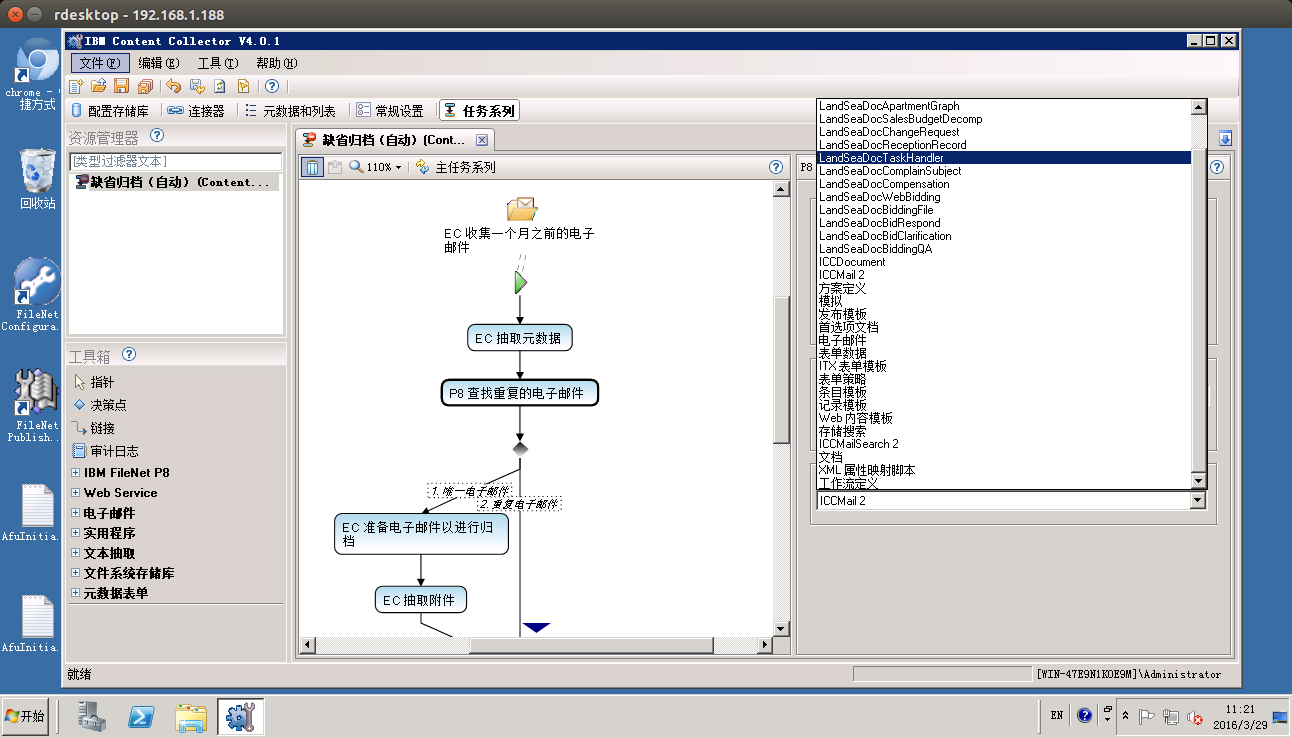 rdesktop - 192.168.1.188
IBM Content Collector V4.0.1
文件(F) 编辑(E) 工具(T) 帮助(H)
配置存储库 连接器 元数据和列表 常规设置 任务系列
资源管理器
[类型过滤器文本]
缺省归档（自动）(Content...
工具箱
指针
决策点
链接
审计日志
IBM FileNet P8
Web Service
电子邮件
实用程序
文本抽取
文件系统存储库
元数据表单
缺省归档（自动）(Cont...
110% 主任务系列
EC 收集一个月之前的电子
邮件
EC 抽取元数据
P8 查找重复的电子邮件
1. 唯一电子邮件
2. 重复电子邮件
EC 准备电子邮件以进行归
档
EC 抽取附件
P8
LandSeaDocApartmentGraph
LandSeaDocSalesBudgetDecomp
LandSeaDocChangeRequest
LandSeaDocReceptionRecord
LandSeaDocTaskHandler
LandSeaDocComplainSubject
LandSeaDocCompensation
LandSeaDocWebBidding
LandSeaDocBiddingFile
LandSeaDocBidRespond
LandSeaDocBidClarification
LandSeaDocBiddingQA
ICCDocument
ICCMail 2
方案定义
模拟
发布模板
首选项文档
电子邮件
表单数据
ITX 表单模板
表单策略
条目模板
记录模板
Web 内容模板
存储搜索
ICCMailSearch 2
文档
XML 属性映射脚本
工作流定义
ICCMail 2
就绪
[WIN-47E9N1KOE9M]\Administrator
chrome -
捷方式
回收站
FileNet
Configura.
FileNet
Publish..
AfuInitia.
AfuInitia.
开始
EN
11:21
2016/3/29